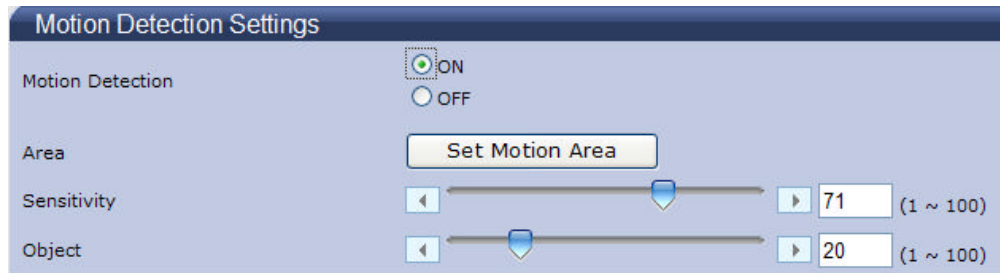 Motion Detection Settings
Motion Detection
ON
OFF
Area
Set Motion Area
Sensitivity
71 (1 ~ 100)
Object
20 (1 ~ 100)